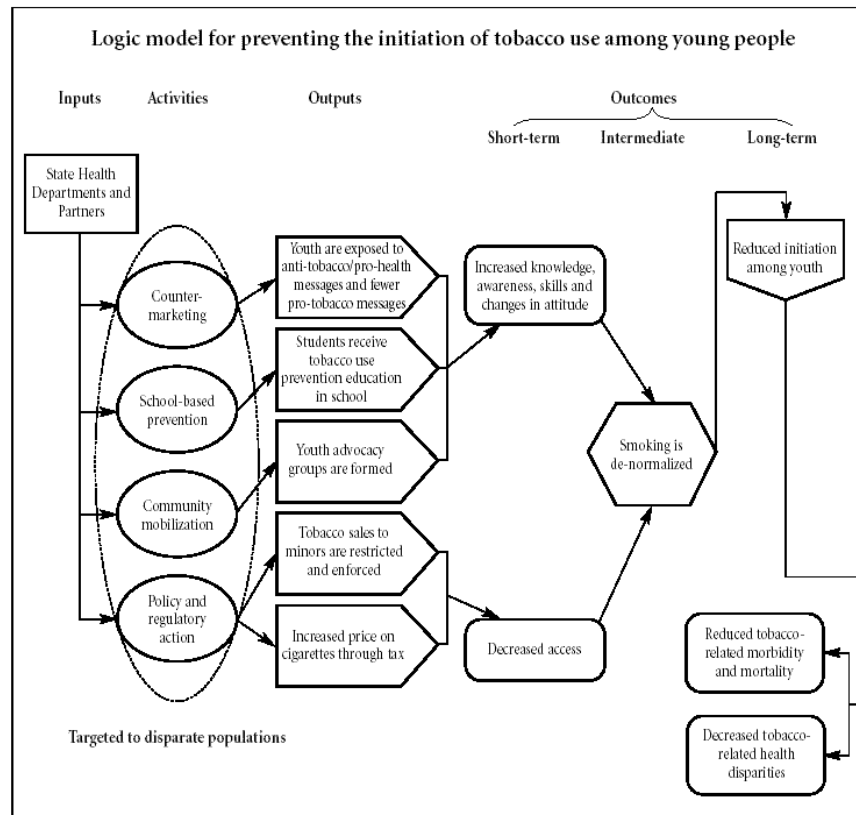 Logic model for preventing the initiation of tobacco use among young people
Inputs
Activities
Outputs
Outcomes
Short-term
Intermediate
Long-term
State Health
Departments and
Partners
Counter-
marketing
School-based
prevention
Community
mobilization
Policy and
regulatory
action
Targeted to disparate populations
Youth are exposed to
anti-tobacco/pro-health
messages and fewer
pro-tobacco messages
Students receive
tobacco use
prevention education
in school
Youth advocacy
groups are formed
Tobacco sales to
minors are restricted
and enforced
Increased price on
cigarettes through tax
Increased knowledge,
awareness, skills and
changes in attitude
Decreased access
Smoking is
de-normalized
Reduced initiation
among youth
Reduced tobacco-
related morbidity
and mortality
Decreased tobacco-
related health
disparities